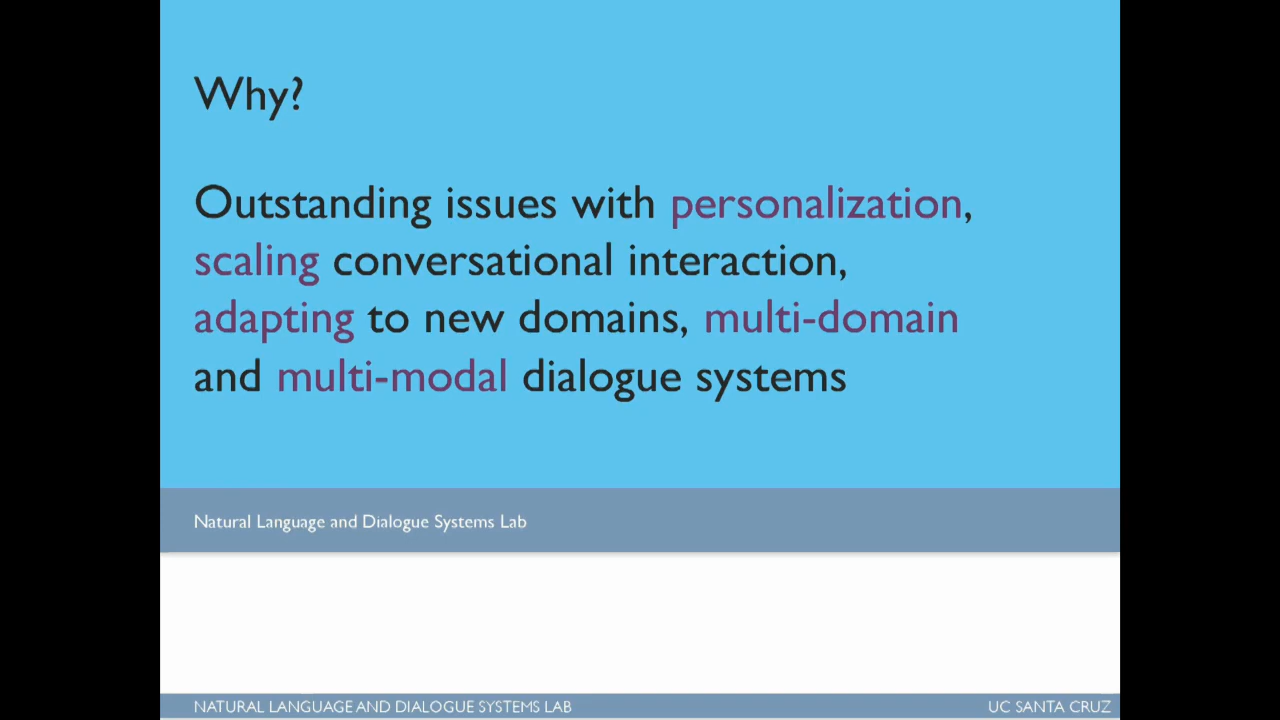 Why?
Outstanding issues with personalization,
scaling conversational interaction,
adapting to new domains, multi-domain
and multi-modal dialogue systems
Natural Language and Dialogue Systems Lab
NATURAL LANGUAGE AND DIALOGUE SYSTEMS LAB
UC SANTA CRUZ